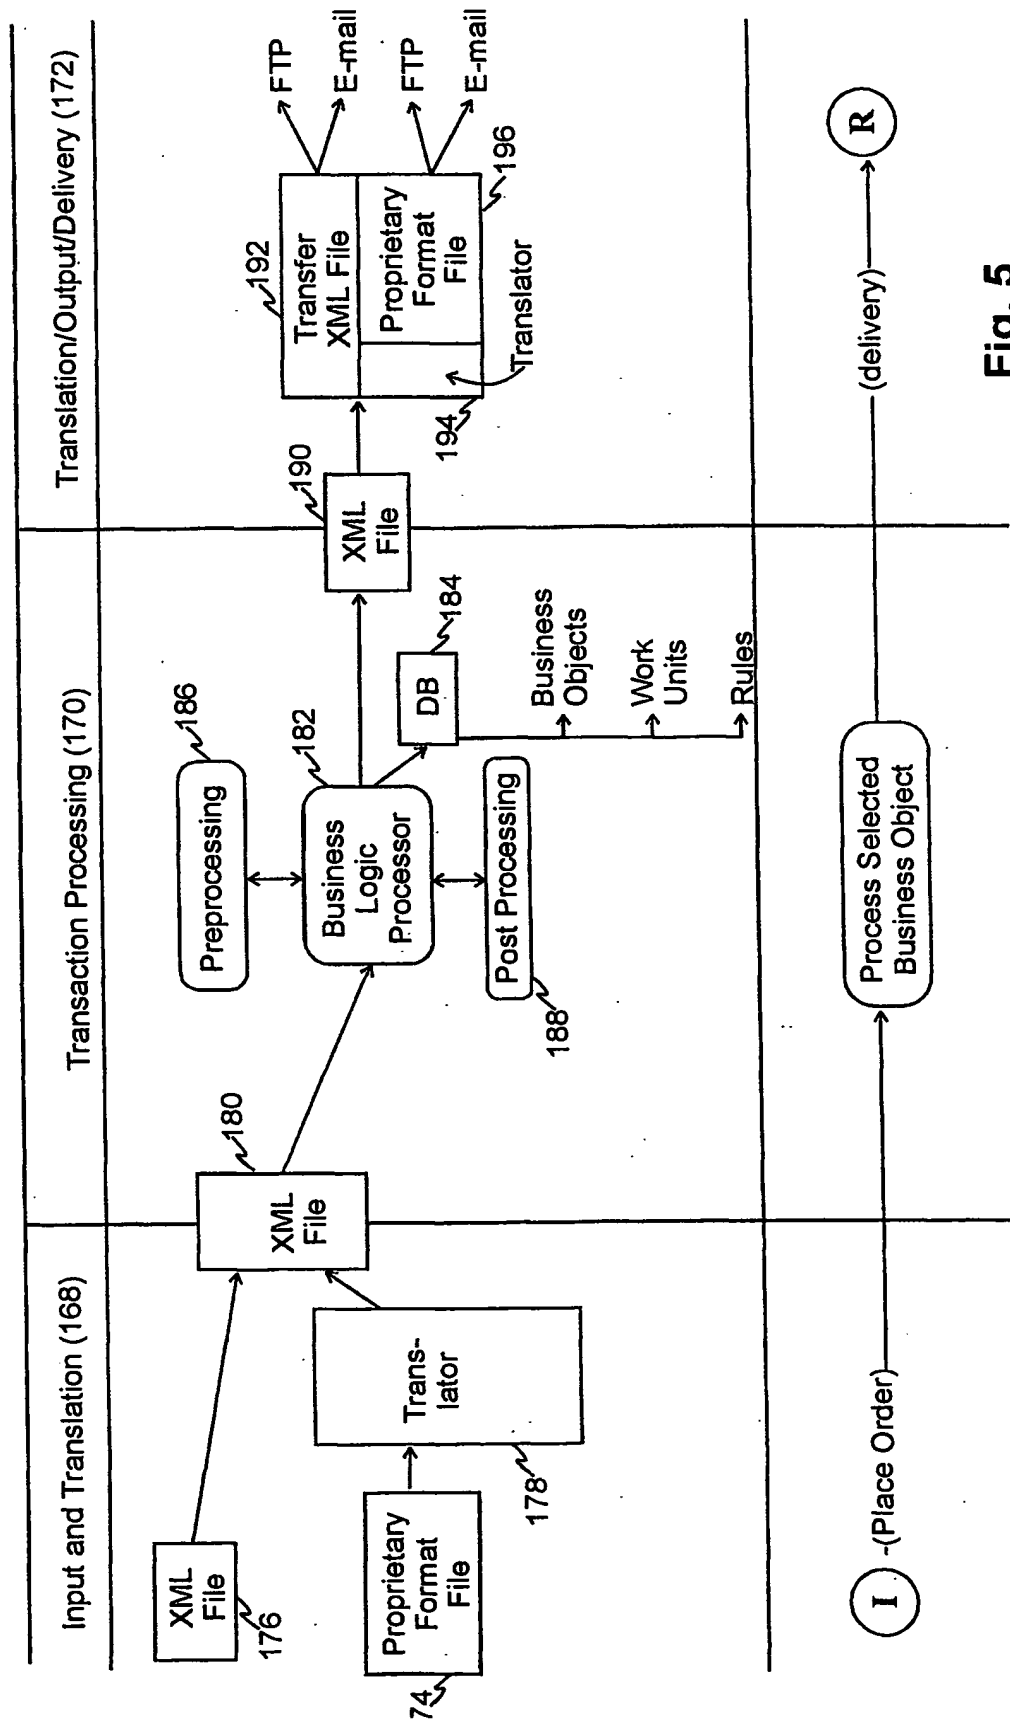 Input and Translation (168)
Transaction Processing (170)
Translation/Output/Delivery (172)
XML
File
176
Proprietary
Format
File
74
Trans-
lator
178
XML
File
180
Preprocessing
186
Business
Logic
Processor
182
Post Processing
188
DB
184
Business
Objects
Work
Units
Rules
XML
File
190
Transfer
XML File
192
Proprietary
Format
File
196
194
Translator
FTP
E-mail
FTP
E-mail
I
-(Place Order)
Process Selected
Business Object
(delivery)
R
Fig. 5